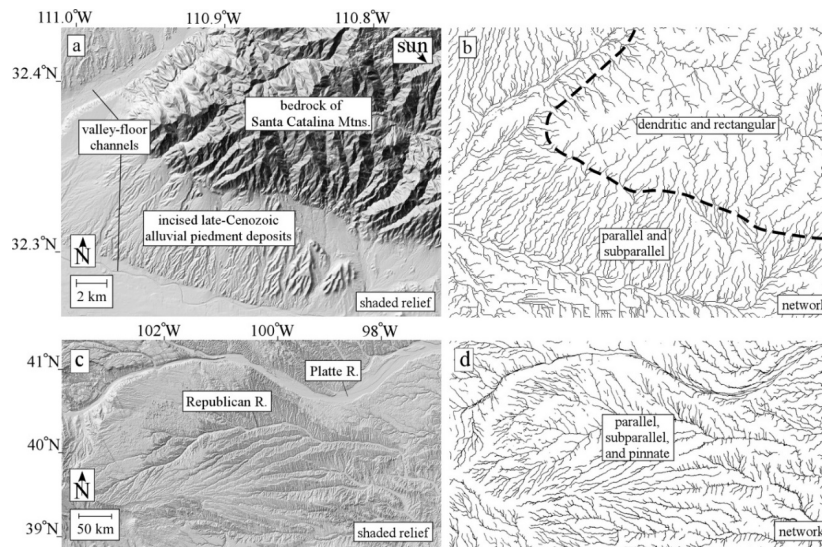 111.0°W
110.9°W
110.8°W
a
sun
32.4°N
bedrock of
Santa Catalina Mtns.
valley-floor
channels
incised late-Cenozoic
alluvial piedment deposits
32.3°N
N
2 km
shaded relief
b
dendritic and rectangular
parallel and
subparallel
network
102°W
100°W
98°W
c
41°N
Platte R.
Republican R.
40°N
N
50 km
39°N
shaded relief
d
parallel,
subparallel,
and pinnate
network